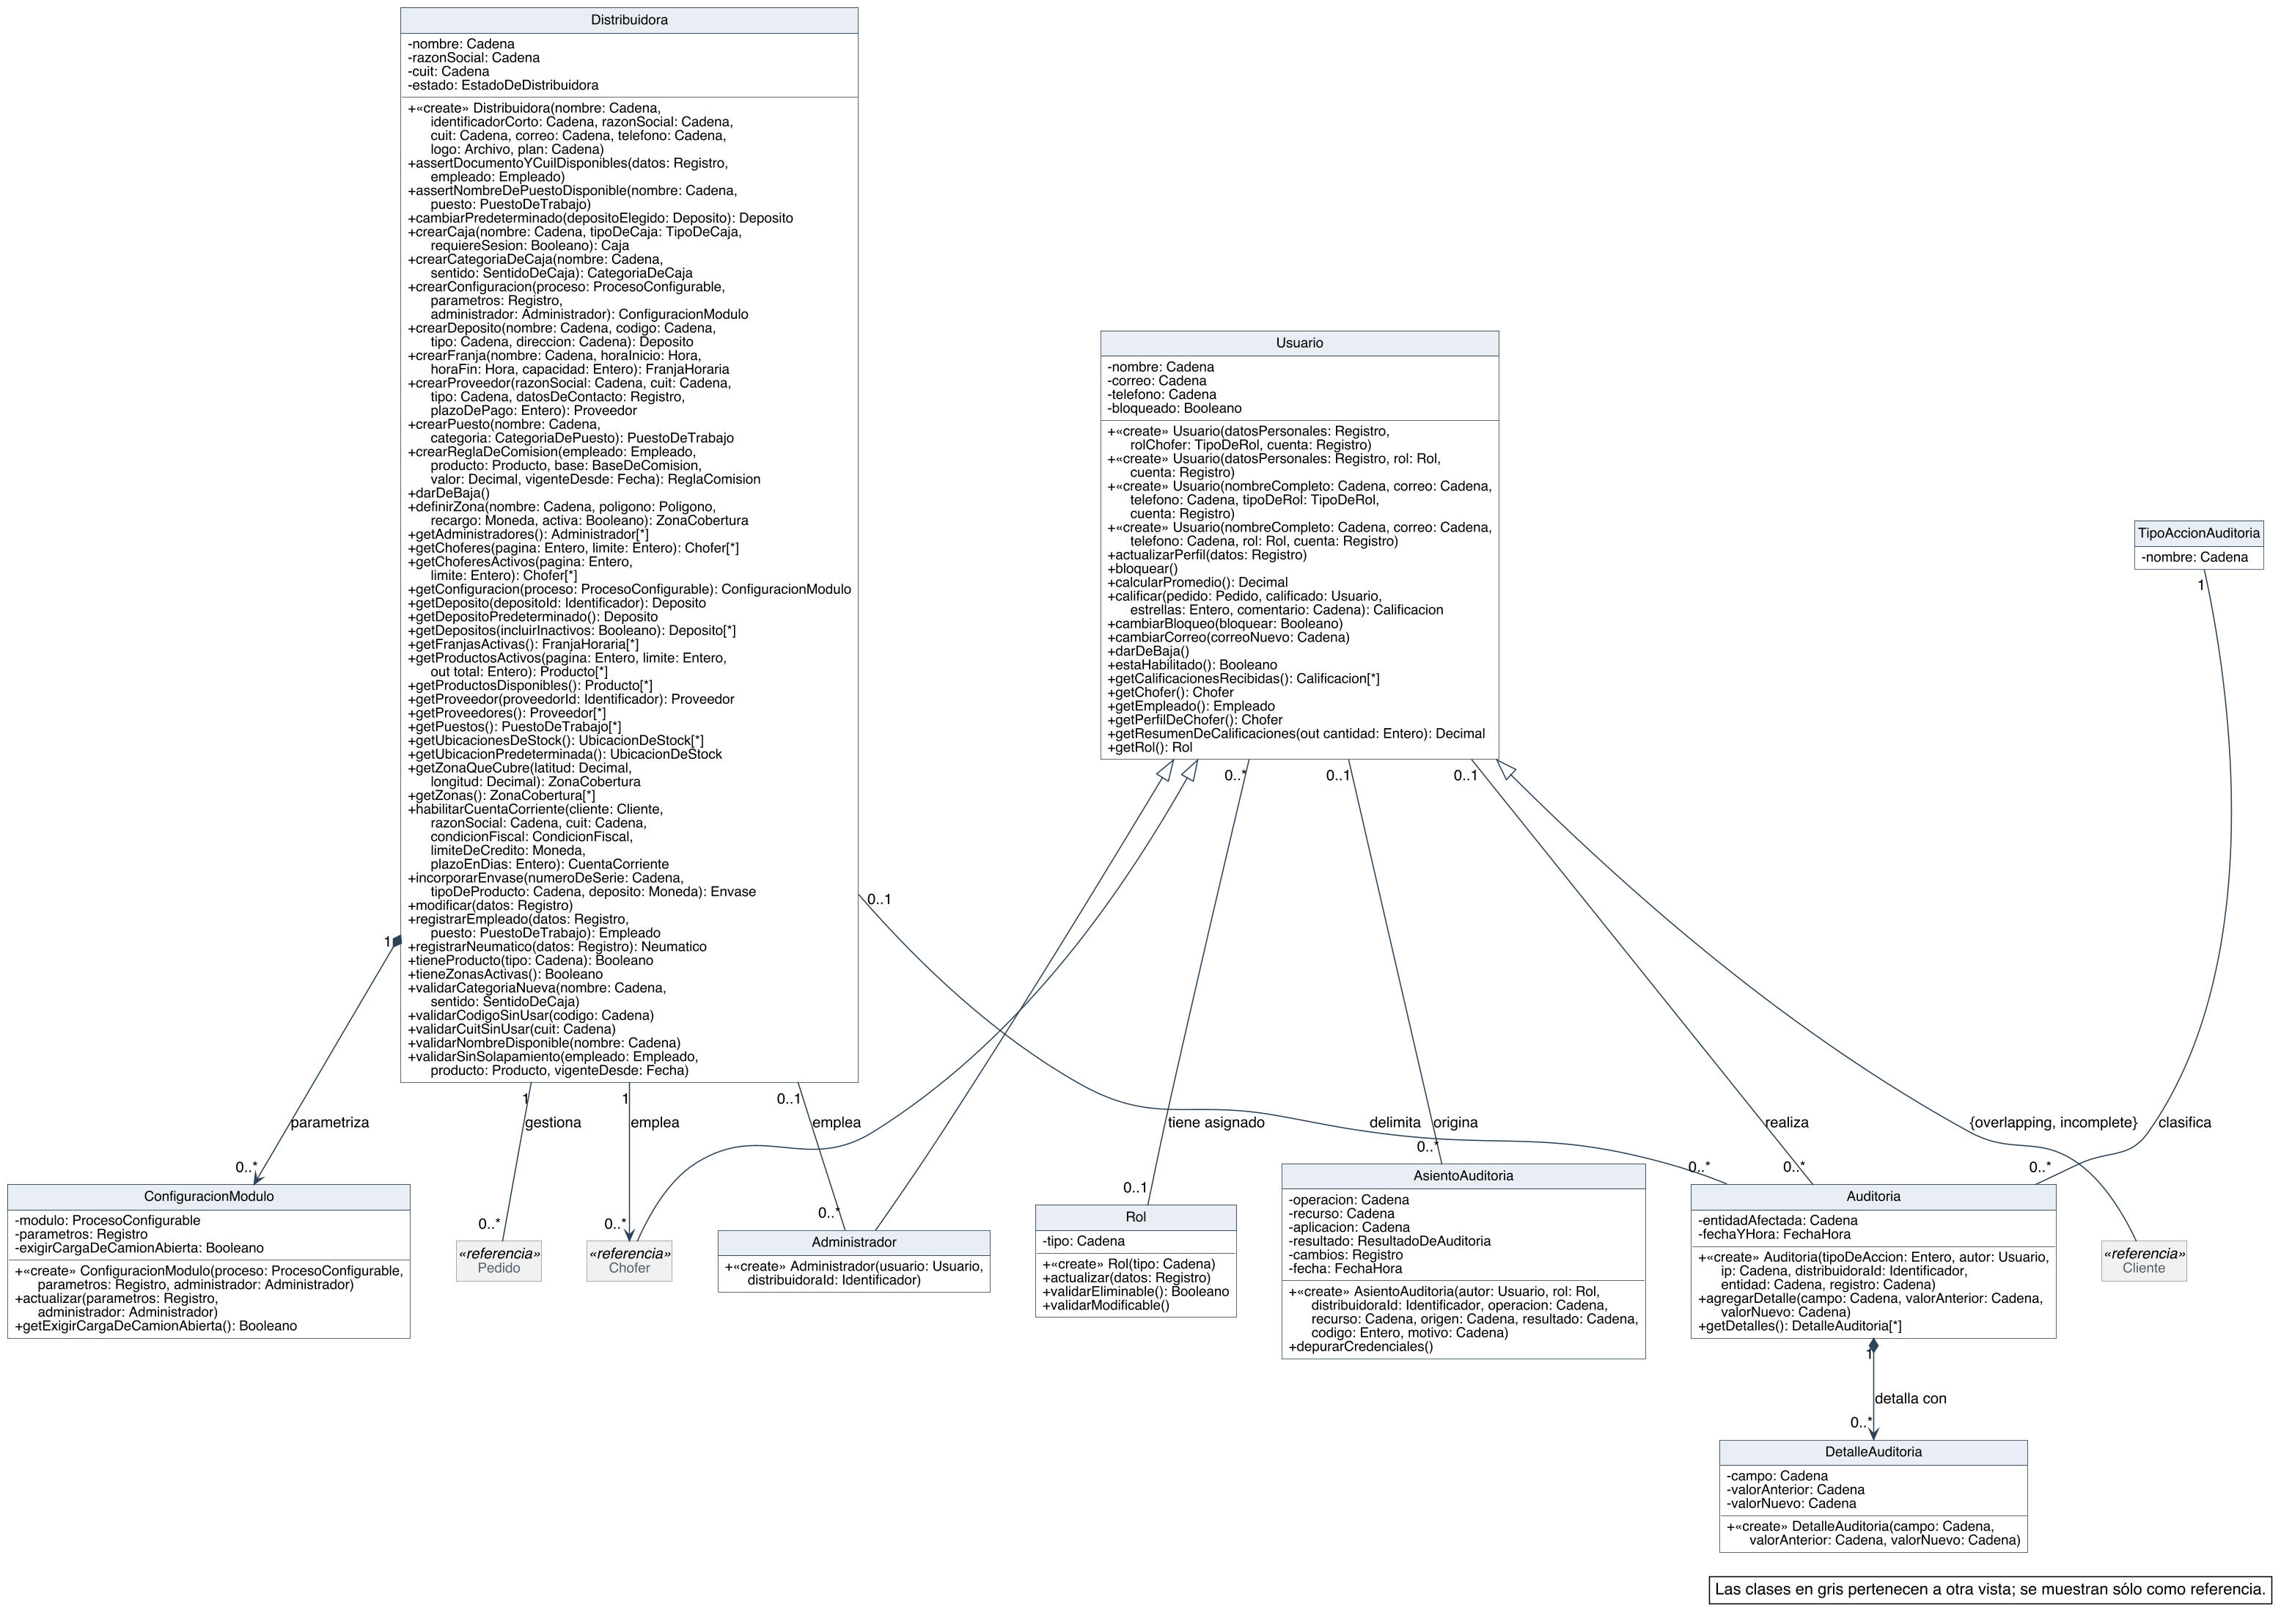 Distribuidora
-nombre: Cadena
-razonSocial: Cadena
-cuit: Cadena
-estado: EstadoDeDistribuidora
+«create» Distribuidora(nombre: Cadena,
identificadorCorto: Cadena, razonSocial: Cadena,
cuit: Cadena, correo: Cadena, telefono: Cadena,
logo: Archivo, plan: Cadena)
+assertDocumentoYCuilDisponibles(datos: Registro,
empleado: Empleado)
+assertNombreDePuestoDisponible(nombre: Cadena,
puesto: PuestoDeTrabajo)
+cambiarPredeterminado(depositoElegido: Deposito): Deposito
+crearCaja(nombre: Cadena, tipoDeCaja: TipoDeCaja,
requiereSesion: Booleano): Caja
+crearCategoriaDeCaja(nombre: Cadena,
sentido: SentidoDeCaja): CategoriaDeCaja
+crearConfiguracion(proceso: ProcesoConfigurable,
parametros: Registro,
administrador: Administrador): ConfiguracionModulo
+crearDeposito(nombre: Cadena, codigo: Cadena,
tipo: Cadena, direccion: Cadena): Deposito
+crearFranja(nombre: Cadena, horaInicio: Hora,
horaFin: Hora, capacidad: Entero): FranjaHoraria
+crearProveedor(razonSocial: Cadena, cuit: Cadena,
tipo: Cadena, datosDeContacto: Registro,
plazoDePago: Entero): Proveedor
+crearPuesto(nombre: Cadena,
categoria: CategoriaDePuesto): PuestoDeTrabajo
+crearReglaDeComision(empleado: Empleado,
producto: Producto, base: BaseDeComision,
valor: Decimal, vigenteDesde: Fecha): ReglaComision
+darDeBaja()
+definirZona(nombre: Cadena, poligono: Poligono,
recargo: Moneda, activa: Booleano): ZonaCobertura
+getAdministradores(): Administrador[*]
+getChoferes(pagina: Entero, limite: Entero): Chofer[*]
+getChoferesActivos(pagina: Entero,
limite: Entero): Chofer[*]
+getConfiguracion(proceso: ProcesoConfigurable): ConfiguracionModulo
+getDeposito(depositoId: Identificador): Deposito
+getDepositoPredeterminado(): Deposito
+getDepositos(incluirInactivos: Booleano): Deposito[*]
+getFranjasActivas(): FranjaHoraria[*]
+getProductosActivos(pagina: Entero, limite: Entero,
out total: Entero): Producto[*]
+getProductosDisponibles(): Producto[*]
+getProveedor(proveedorId: Identificador): Proveedor
+getProveedores(): Proveedor[*]
+getPuestos(): PuestoDeTrabajo[*]
+getUbicacionesDeStock(): UbicacionDeStock[*]
+getUbicacionPredeterminada(): UbicacionDeStock
+getZonaQueCubre(latitud: Decimal,
longitud: Decimal): ZonaCobertura
+getZonas(): ZonaCobertura[*]
+habilitarCuentaCorriente(cliente: Cliente,
razonSocial: Cadena, cuit: Cadena,
condicionFiscal: CondicionFiscal,
limiteDeCredito: Moneda,
plazoEnDias: Entero): CuentaCorriente
+incorporarEnvase(numeroDeSerie: Cadena,
tipoDeProducto: Cadena, deposito: Moneda): Envase
+modificar(datos: Registro)
+registrarEmpleado(datos: Registro,
puesto: PuestoDeTrabajo): Empleado
+registrarNeumatico(datos: Registro): Neumatico
+tieneProducto(tipo: Cadena): Booleano
+tieneZonasActivas(): Booleano
+validarCategoriaNueva(nombre: Cadena,
sentido: SentidoDeCaja)
+validarCodigoSinUsar(codigo: Cadena)
+validarCuitSinUsar(cuit: Cadena)
+validarNombreDisponible(nombre: Cadena)
+validarSinSolapamiento(empleado: Empleado,
producto: Producto, vigenteDesde: Fecha)
Usuario
-nombre: Cadena
-correo: Cadena
-telefono: Cadena
-bloqueado: Booleano
+«create» Usuario(datosPersonales: Registro,
rolChofer: TipoDeRol, cuenta: Registro)
+«create» Usuario(datosPersonales: Registro, rol: Rol,
cuenta: Registro)
+«create» Usuario(nombreCompleto: Cadena, correo: Cadena,
telefono: Cadena, tipoDeRol: TipoDeRol,
cuenta: Registro)
+«create» Usuario(nombreCompleto: Cadena, correo: Cadena,
telefono: Cadena, rol: Rol, cuenta: Registro)
+actualizarPerfil(datos: Registro)
+bloquear()
+calcularPromedio(): Decimal
+calificar(pedido: Pedido, calificado: Usuario,
estrellas: Entero, comentario: Cadena): Calificacion
+cambiarBloqueo(bloquear: Booleano)
+cambiarCorreo(correoNuevo: Cadena)
+darDeBaja()
+estaHabilitado(): Booleano
+getCalificacionesRecibidas(): Calificacion[*]
+getChofer(): Chofer
+getEmpleado(): Empleado
+getPerfilDeChofer(): Chofer
+getResumenDeCalificaciones(out cantidad: Entero): Decimal
+getRol(): Rol
TipoAccionAuditoria
-nombre: Cadena
1
0..*
0..1
0..1
0..1
1
1
1
0..1
parametriza
gestiona
emplea
emplea
tiene asignado
delimita
origina
realiza
{overlapping, incomplete}
clasifica
0..*
0..*
0..*
0..*
0..1
0..*
0..*
0..*
0..*
ConfiguracionModulo
-modulo: ProcesoConfigurable
-parametros: Registro
-exigirCargaDeCamionAbierta: Booleano
+«create» ConfiguracionModulo(proceso: ProcesoConfigurable,
parametros: Registro, administrador: Administrador)
+actualizar(parametros: Registro,
administrador: Administrador)
+getExigirCargaDeCamionAbierta(): Booleano
«referencia»
Pedido
«referencia»
Chofer
Administrador
+«create» Administrador(usuario: Usuario,
distribuidoraId: Identificador)
Rol
-tipo: Cadena
+«create» Rol(tipo: Cadena)
+actualizar(datos: Registro)
+validarEliminable(): Booleano
+validarModificable()
AsientoAuditoria
-operacion: Cadena
-recurso: Cadena
-aplicacion: Cadena
-resultado: ResultadoDeAuditoria
-cambios: Registro
-fecha: FechaHora
+«create» AsientoAuditoria(autor: Usuario, rol: Rol,
distribuidoraId: Identificador, operacion: Cadena,
recurso: Cadena, origen: Cadena, resultado: Cadena,
codigo: Entero, motivo: Cadena)
+depurarCredenciales()
Auditoria
-entidadAfectada: Cadena
-fechaYHora: FechaHora
+«create» Auditoria(tipoDeAccion: Entero, autor: Usuario,
ip: Cadena, distribuidoraId: Identificador,
entidad: Cadena, registro: Cadena)
+agregarDetalle(campo: Cadena, valorAnterior: Cadena,
valorNuevo: Cadena)
+getDetalles(): DetalleAuditoria[*]
«referencia»
Cliente
1
detalla con
0..*
DetalleAuditoria
-campo: Cadena
-valorAnterior: Cadena
-valorNuevo: Cadena
+«create» DetalleAuditoria(campo: Cadena,
valorAnterior: Cadena, valorNuevo: Cadena)
Las clases en gris pertenecen a otra vista; se muestran sólo como referencia.